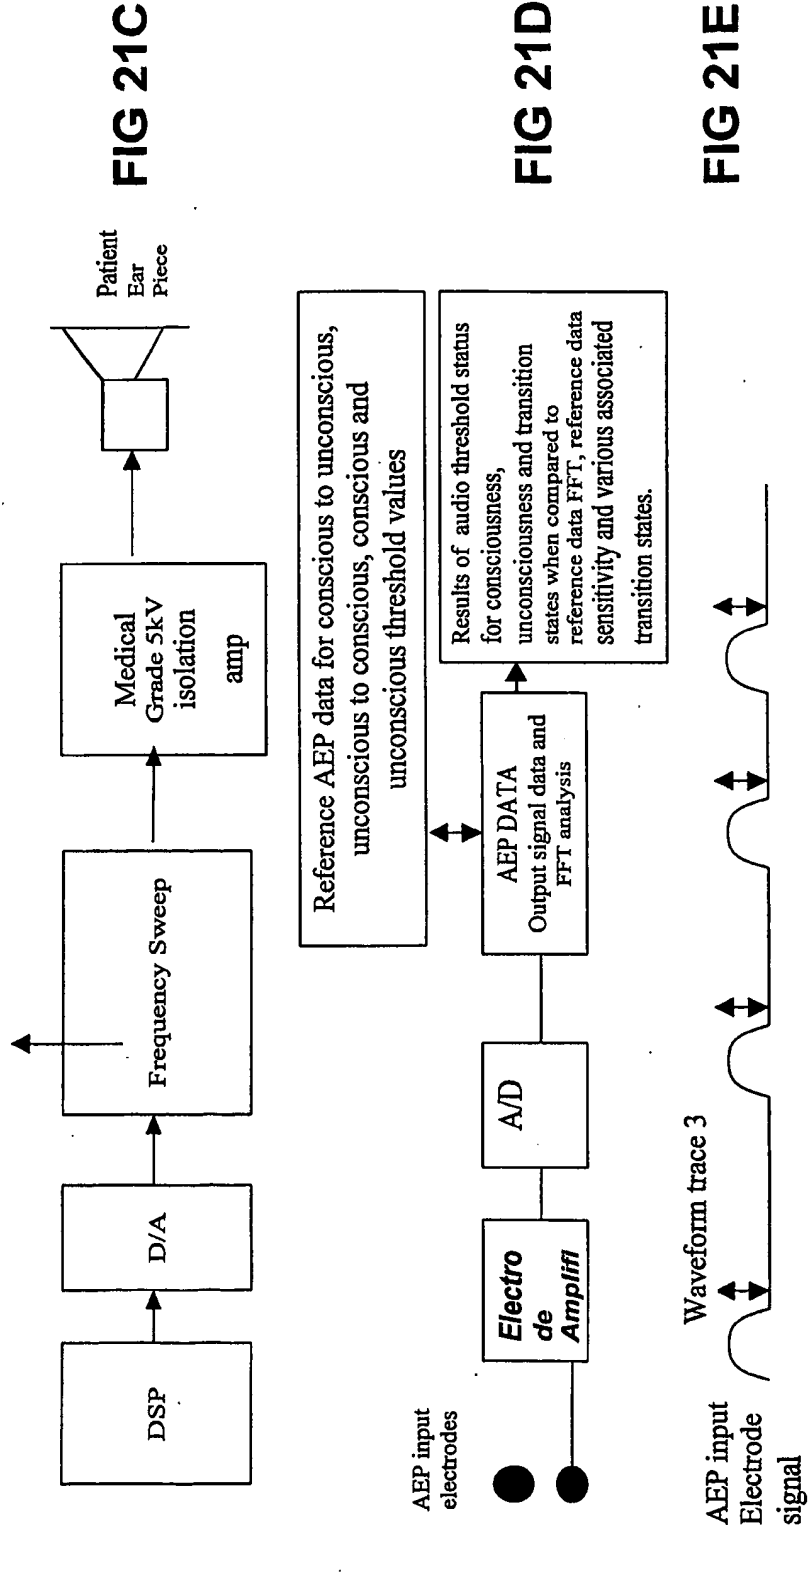 DSP
D/A
Frequency Sweep
Medical
Grade 5kV
isolation
amp
Patient
Ear
Piece
FIG 21C
AEP input
electrodes
Electro
de
Amplifi
A/D
AEP DATA
Output signal data and
FFT analysis
Reference AEP data for conscious to unconscious,
unconscious to conscious, conscious and
unconscious threshold values
Results of audio threshold status
for consciousness,
unconsciousness and transition
states when compared to
reference data FFT, reference data
sensitivity and various associated
transition states.
FIG 21D
AEP input
Electrode
signal
Waveform trace 3
FIG 21E